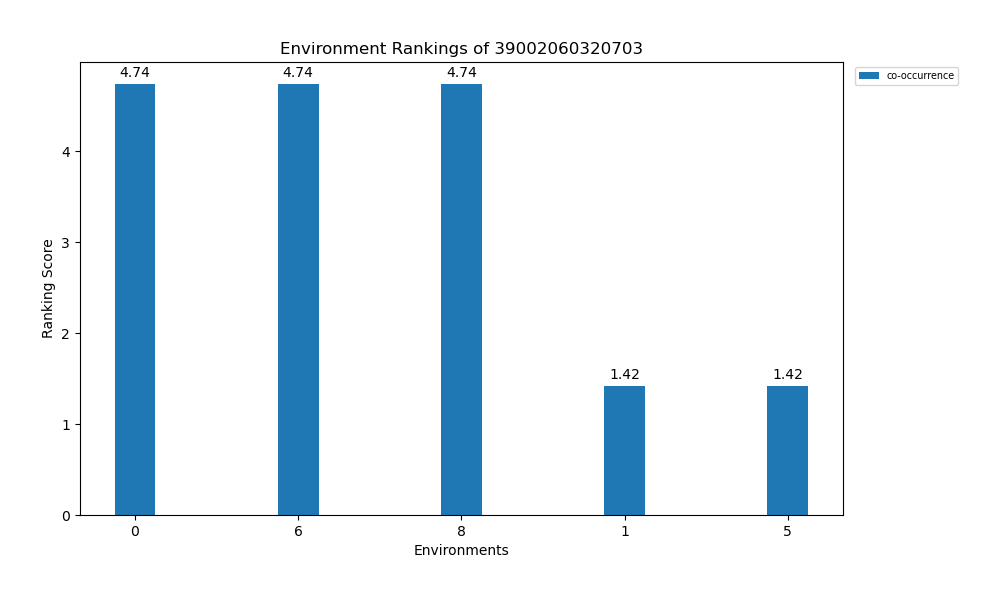 Environment Rankings of 39002060320703
co-occurrence
4.74 4.74 4.74 1.42 1.42
4
3
2
1
0
Ranking Score
0 6 8 1 5
Environments